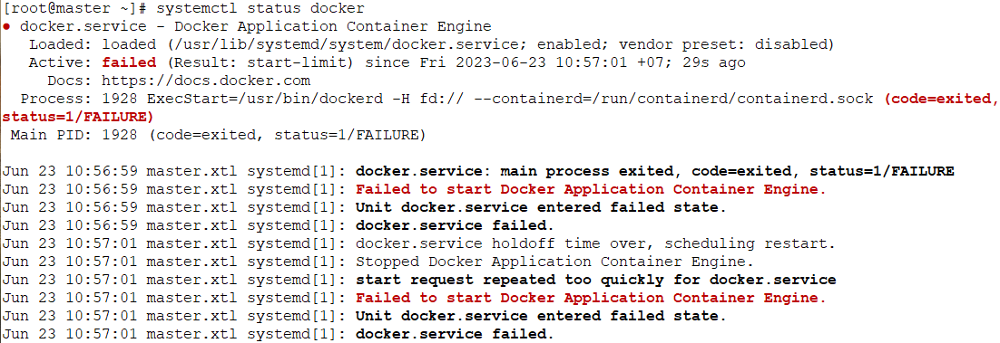 [root@master ~]# systemctl status docker
● docker.service - Docker Application Container Engine
   Loaded: loaded (/usr/lib/systemd/system/docker.service; enabled; vendor preset: disabled)
   Active: failed (Result: start-limit) since Fri 2023-06-23 10:57:01 +07; 29s ago
     Docs: https://docs.docker.com
  Process: 1928 ExecStart=/usr/bin/dockerd -H fd:// --containerd=/run/containerd/containerd.sock (code=exited,
status=1/FAILURE)
 Main PID: 1928 (code=exited, status=1/FAILURE)

Jun 23 10:56:59 master.xtl systemd[1]: docker.service: main process exited, code=exited, status=1/FAILURE
Jun 23 10:56:59 master.xtl systemd[1]: Failed to start Docker Application Container Engine.
Jun 23 10:56:59 master.xtl systemd[1]: Unit docker.service entered failed state.
Jun 23 10:56:59 master.xtl systemd[1]: docker.service failed.
Jun 23 10:57:01 master.xtl systemd[1]: docker.service holdoff time over, scheduling restart.
Jun 23 10:57:01 master.xtl systemd[1]: Stopped Docker Application Container Engine.
Jun 23 10:57:01 master.xtl systemd[1]: start request repeated too quickly for docker.service
Jun 23 10:57:01 master.xtl systemd[1]: Failed to start Docker Application Container Engine.
Jun 23 10:57:01 master.xtl systemd[1]: Unit docker.service entered failed state.
Jun 23 10:57:01 master.xtl systemd[1]: docker.service failed.